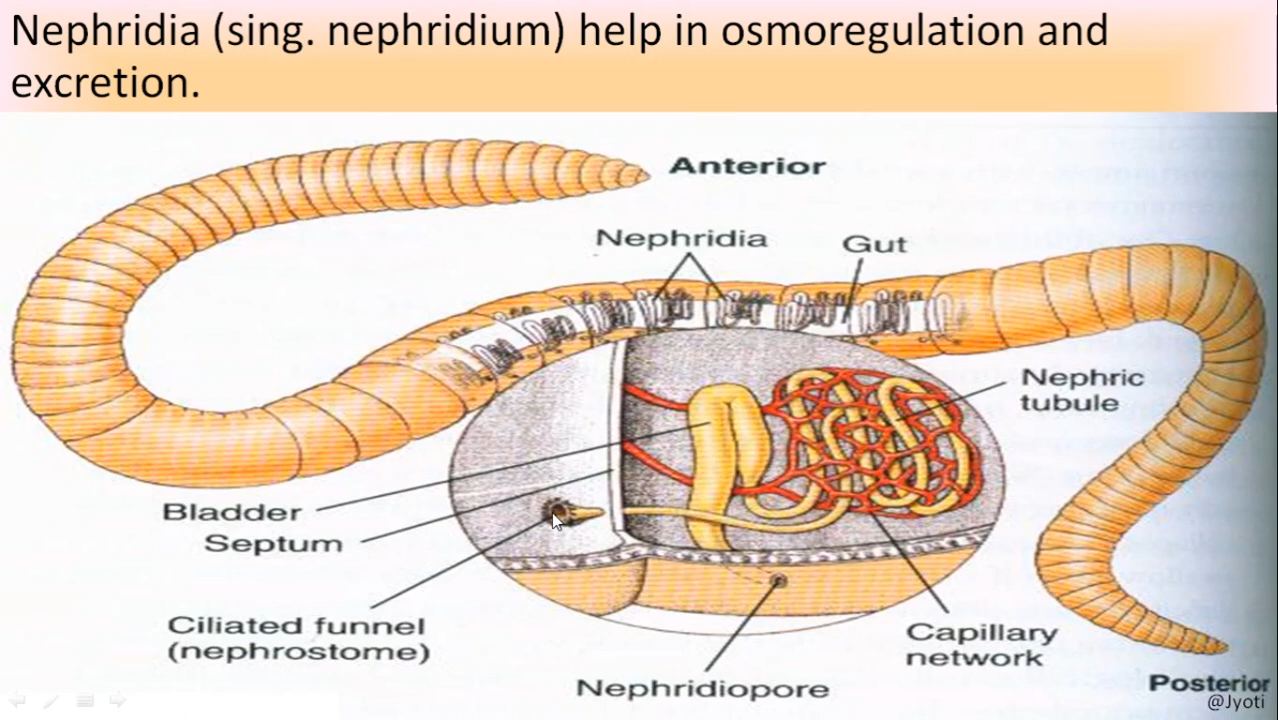 Nephridia (sing. nephridium) help in osmoregulation and
excretion.
Anterior
Nephridia
Gut
Nephric
tubule
Bladder
Septum
Ciliated funnel
(nephrostome)
Capillary
network
Nephridiopore
Posterior
@Jyoti